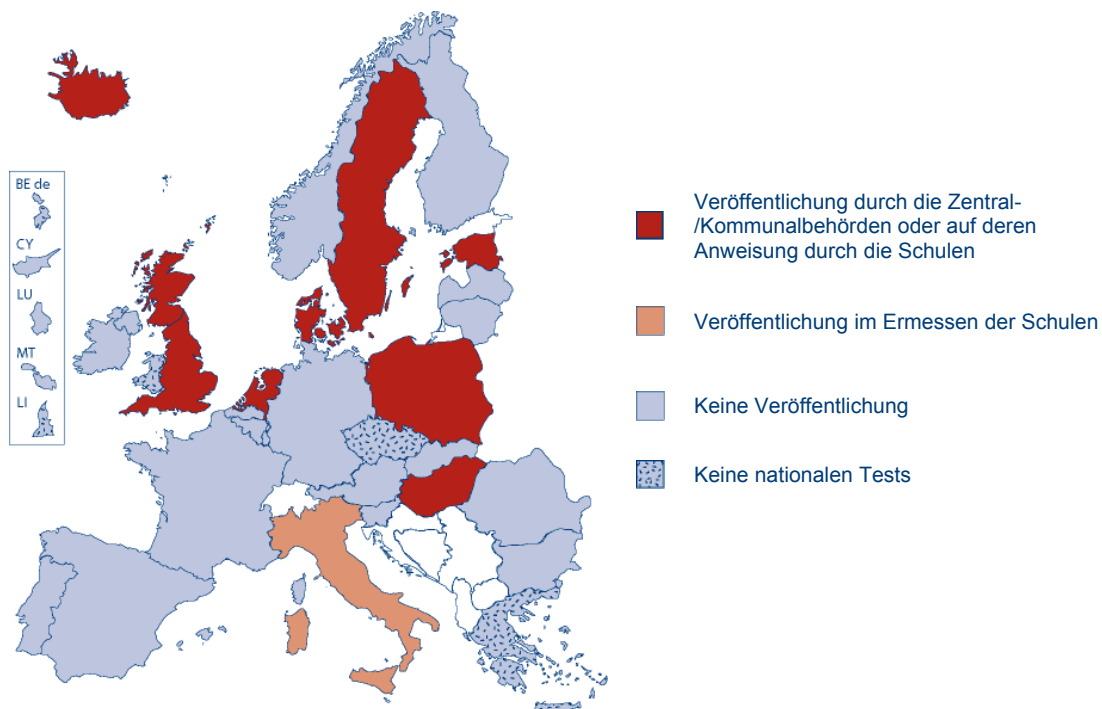 BE de
CY
LU
MT
LI
Veröffentlichung durch die Zentral-
/Kommunalbehörden oder auf deren
Anweisung durch die Schulen
Veröffentlichung im Ermessen der Schulen
Keine Veröffentlichung
Keine nationalen Tests